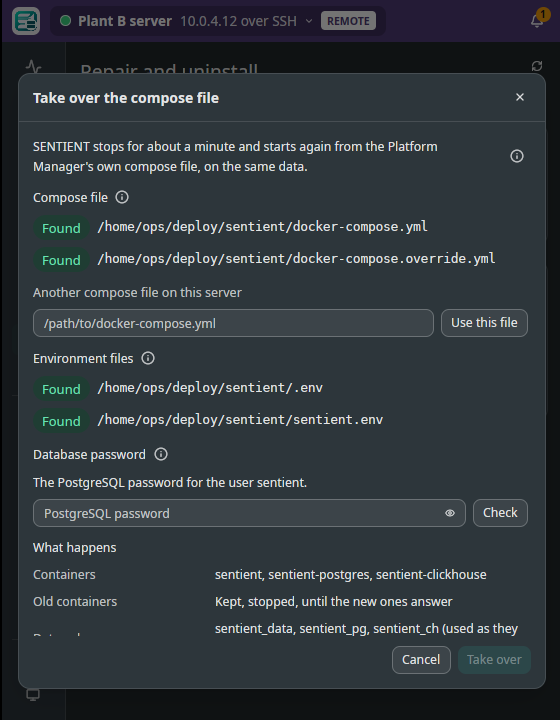 Plant B server 10.0.4.12 over SSH REMOTE
1
Repair and uninstall
Take over the compose file
SENTIENT stops for about a minute and starts again from the Platform
Manager's own compose file, on the same data.
Compose file
Found /home/ops/deploy/sentient/docker-compose.yml
Found /home/ops/deploy/sentient/docker-compose.override.yml
Another compose file on this server
/path/to/docker-compose.yml Use this file
Environment files
Found /home/ops/deploy/sentient/.env
Found /home/ops/deploy/sentient/sentient.env
Database password
The PostgreSQL password for the user sentient.
PostgreSQL password Check
What happens
Containers sentient, sentient-postgres, sentient-clickhouse
Old containers Kept, stopped, until the new ones answer
sentient_data, sentient_pg, sentient_ch (used as they
Cancel Take over